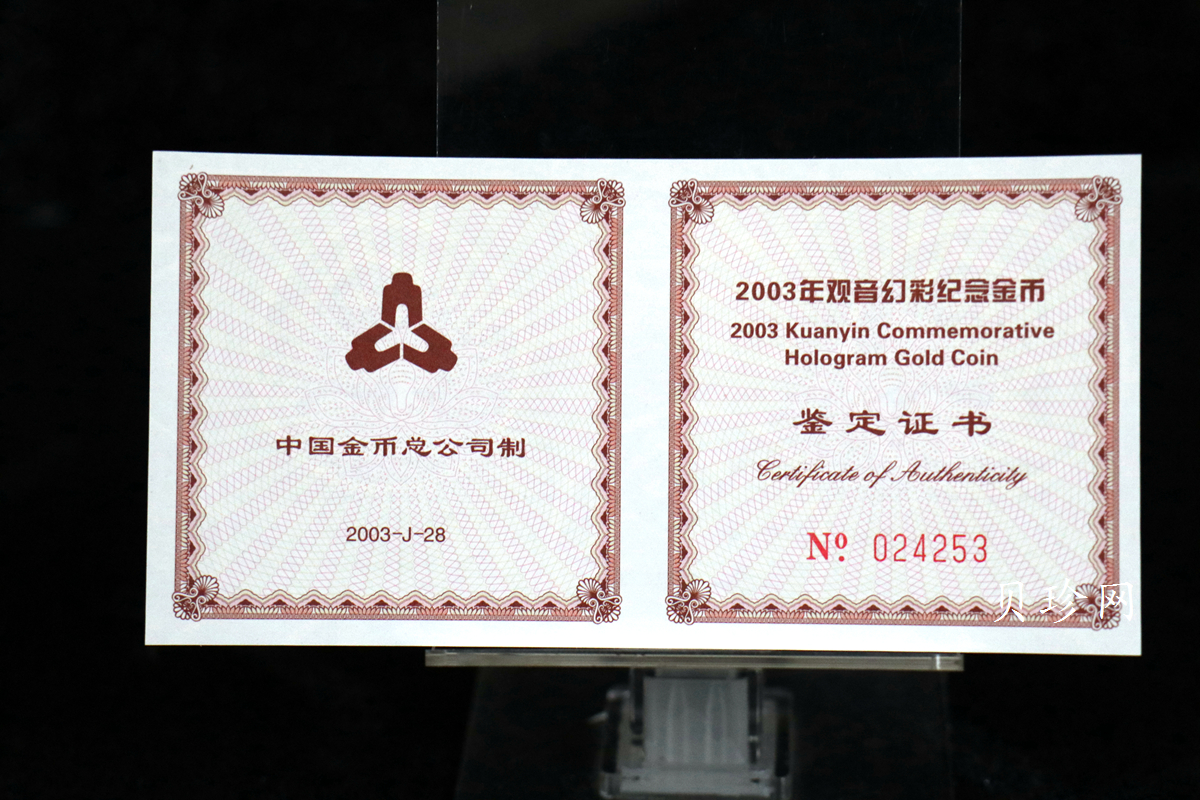 中国金币总公司制
2003-J-28
2003年观音幻彩纪念金币
2003 Kuanyin Commemorative
Hologram Gold Coin
鉴定证书
Certificate of Authenticity
Nº 024253
贝珍网